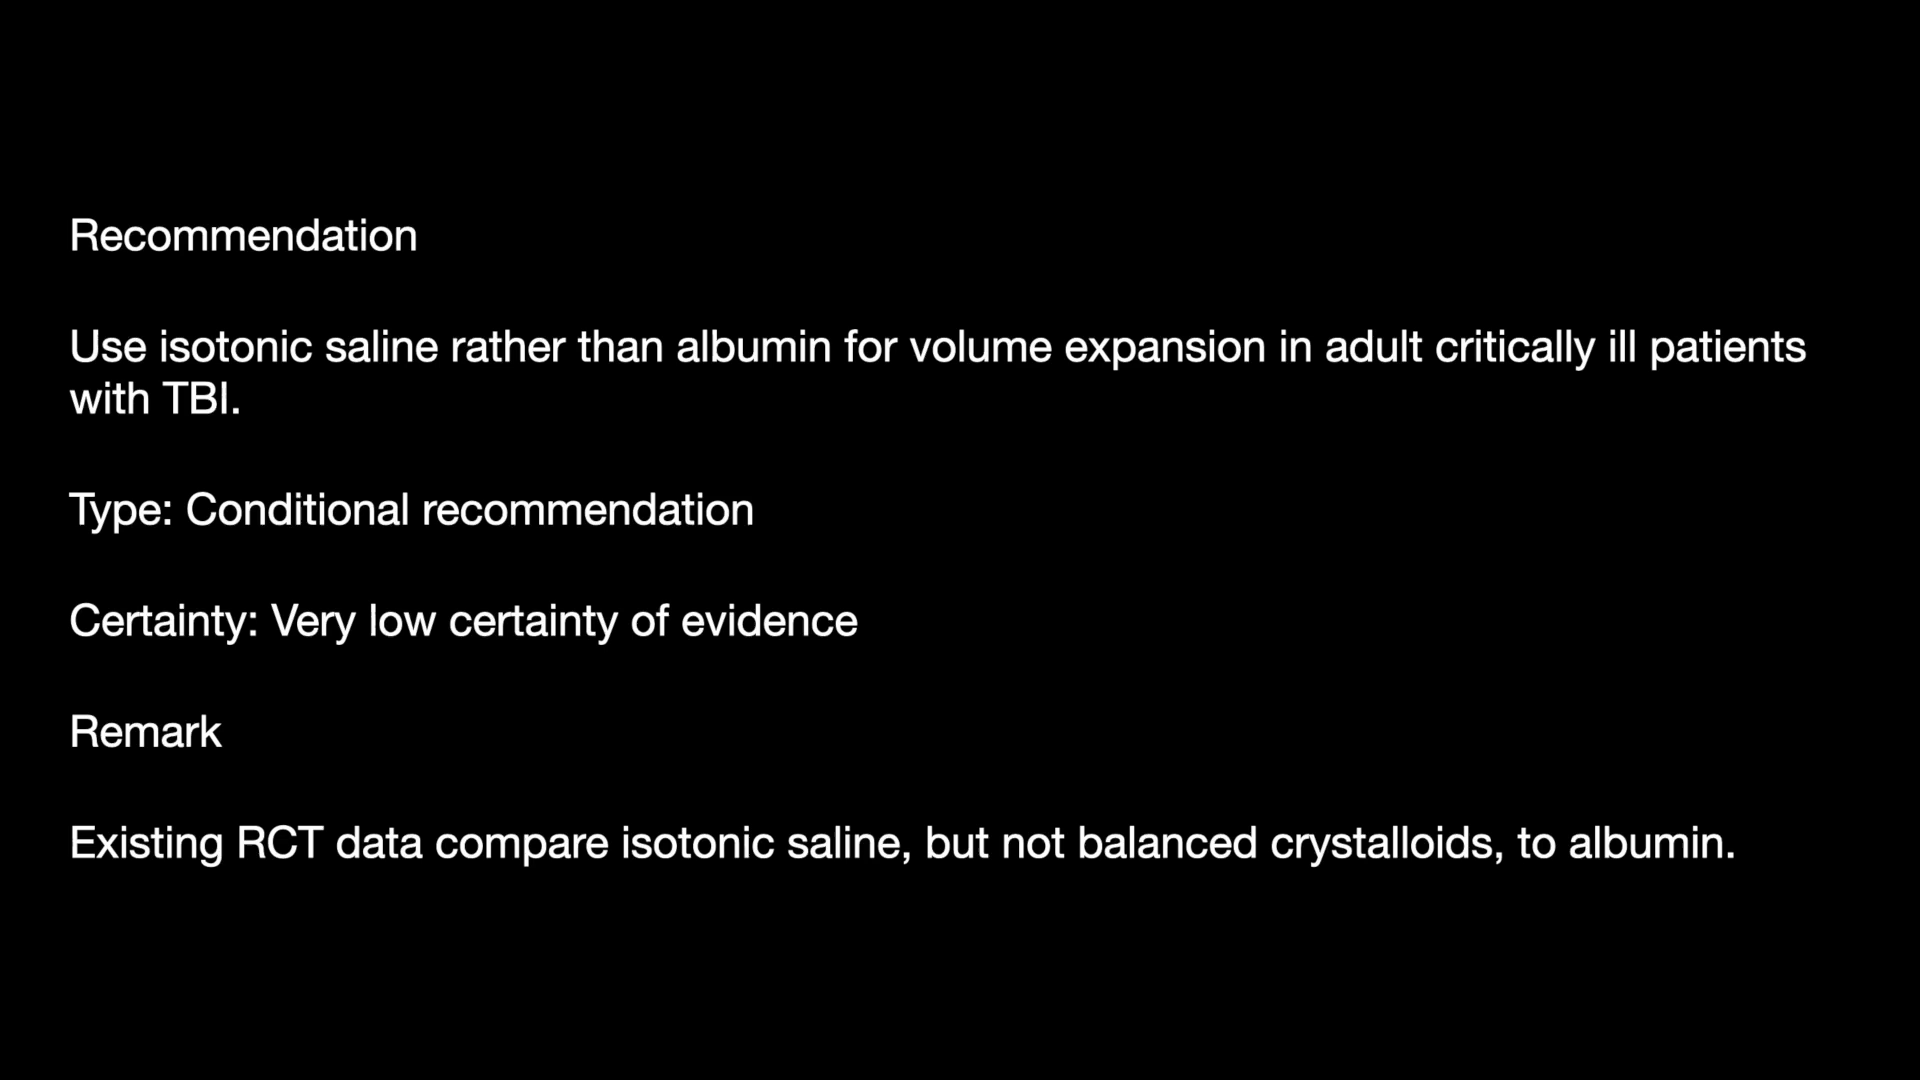 Recommendation
Use isotonic saline rather than albumin for volume expansion in adult critically ill patients
with TBI.
Type: Conditional recommendation
Certainty: Very low certainty of evidence
Remark
Existing RCT data compare isotonic saline, but not balanced crystalloids, to albumin.